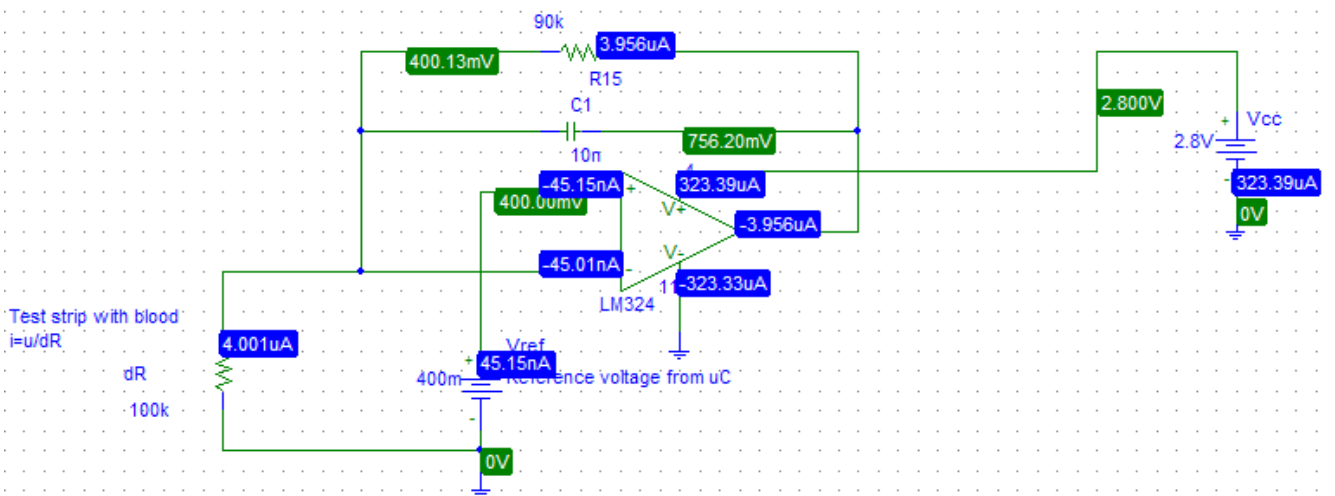 90k
3.956uA
400.13mV
R15
C1
2.800V
+ Vcc
756.20mV
2.8V
10n
-45.15nA
+
323.39uA
-
323.39uA
400.00mV
V+
0V
-3.956uA
V-
-45.01nA
-
-323.33uA
LM324
Test strip with blood
i=u/dR
4.001uA
Vref
+
45.15nA
dR
400m
Reference voltage from uC
100k
-
0V